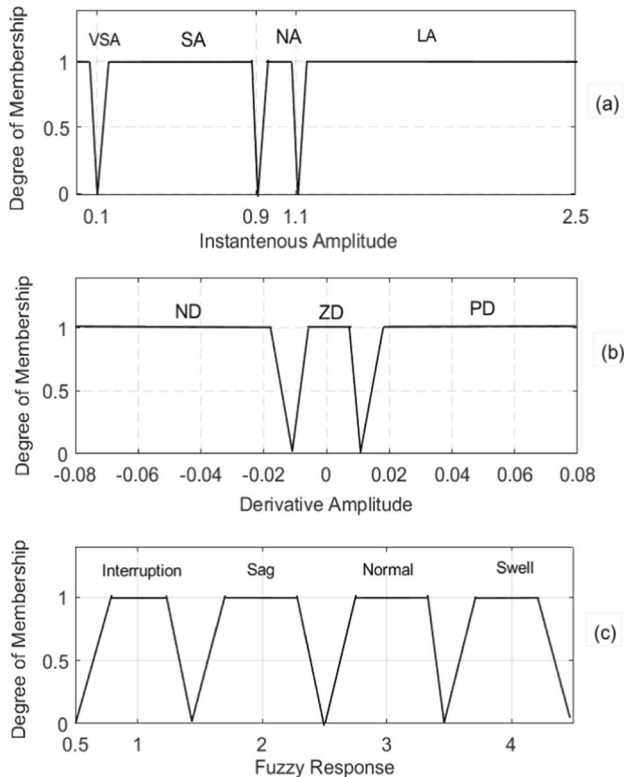 VSA SA NA LA
1
0.5
0
Degree of Membership
0.1 0.9 1.1 2.5
Instantenous Amplitude
(a)
ND ZD PD
1
0.5
0
Degree of Membership
-0.08 -0.06 -0.04 -0.02 0 0.02 0.04 0.06 0.08
Derivative Amplitude
(b)
Interruption Sag Normal Swell
1
0.5
0
Degree of Membership
0.5 1 2 3 4
Fuzzy Response
(c)